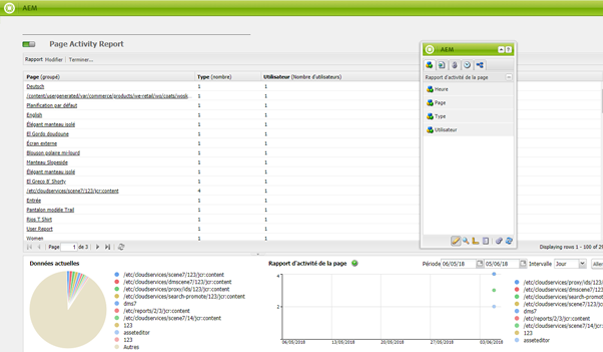 AEM
Page Activity Report
Rapport Modifier Terminer...
Page (groupé) Type (nombre) Utilisateur (Nombre d'utilisateurs)
Deutsch 1 1
/content/usergenerated/var/commerce/products/we-retail/wo/coats/wosk... 1 1
Planification par défaut 1 1
English 1 1
Élégant manteau isolé 1 1
El Gordo doudoune 1 1
Écran externe 1 1
Blouson polaire mi-lourd 1 1
Manteau Slopeside 1 1
Élégant manteau isolé 1 1
El Greco 8' Shorty 1 1
/etc/cloudservices/scene7/123/jcr:content 4 1
Entrée 1 1
Pantalon modèle Trail 1 1
Rios T Shirt 1 1
User Report 1 1
Women 1 1
Page 1 de 3
Displaying rows 1 - 100 of 29
AEM
Rapport d'activité de la page
Heure
Page
Type
Utilisateur
Données actuelles
/etc/cloudservices/scene7/123/jcr:content
/etc/cloudservices/dmscene7/123/jcr:content
/etc/cloudservices/proxy/ids/123/jcr:content
/etc/cloudservices/search-promote/123/jcr:content
dms7
/etc/reports/2/3/jcr:content
/etc/cloudservices/scene7/14/jcr:content
123
asseteditor
123
Autres
Rapport d'activité de la page
Période 06/05/18 05/06/18 Intervalle Jour Aller
4
2
06/05/2018 13/05/2018 20/05/2018 27/05/2018 03/06/2018
/etc/cloudservices/proxy/ids/123/
/etc/cloudservices/dmscene7/123/
/etc/cloudservices/scene7/123/jcr
/etc/cloudservices/search-promote
dms7
/etc/reports/2/3/jcr:content
/etc/cloudservices/scene7/14/jcr:
123
asseteditor